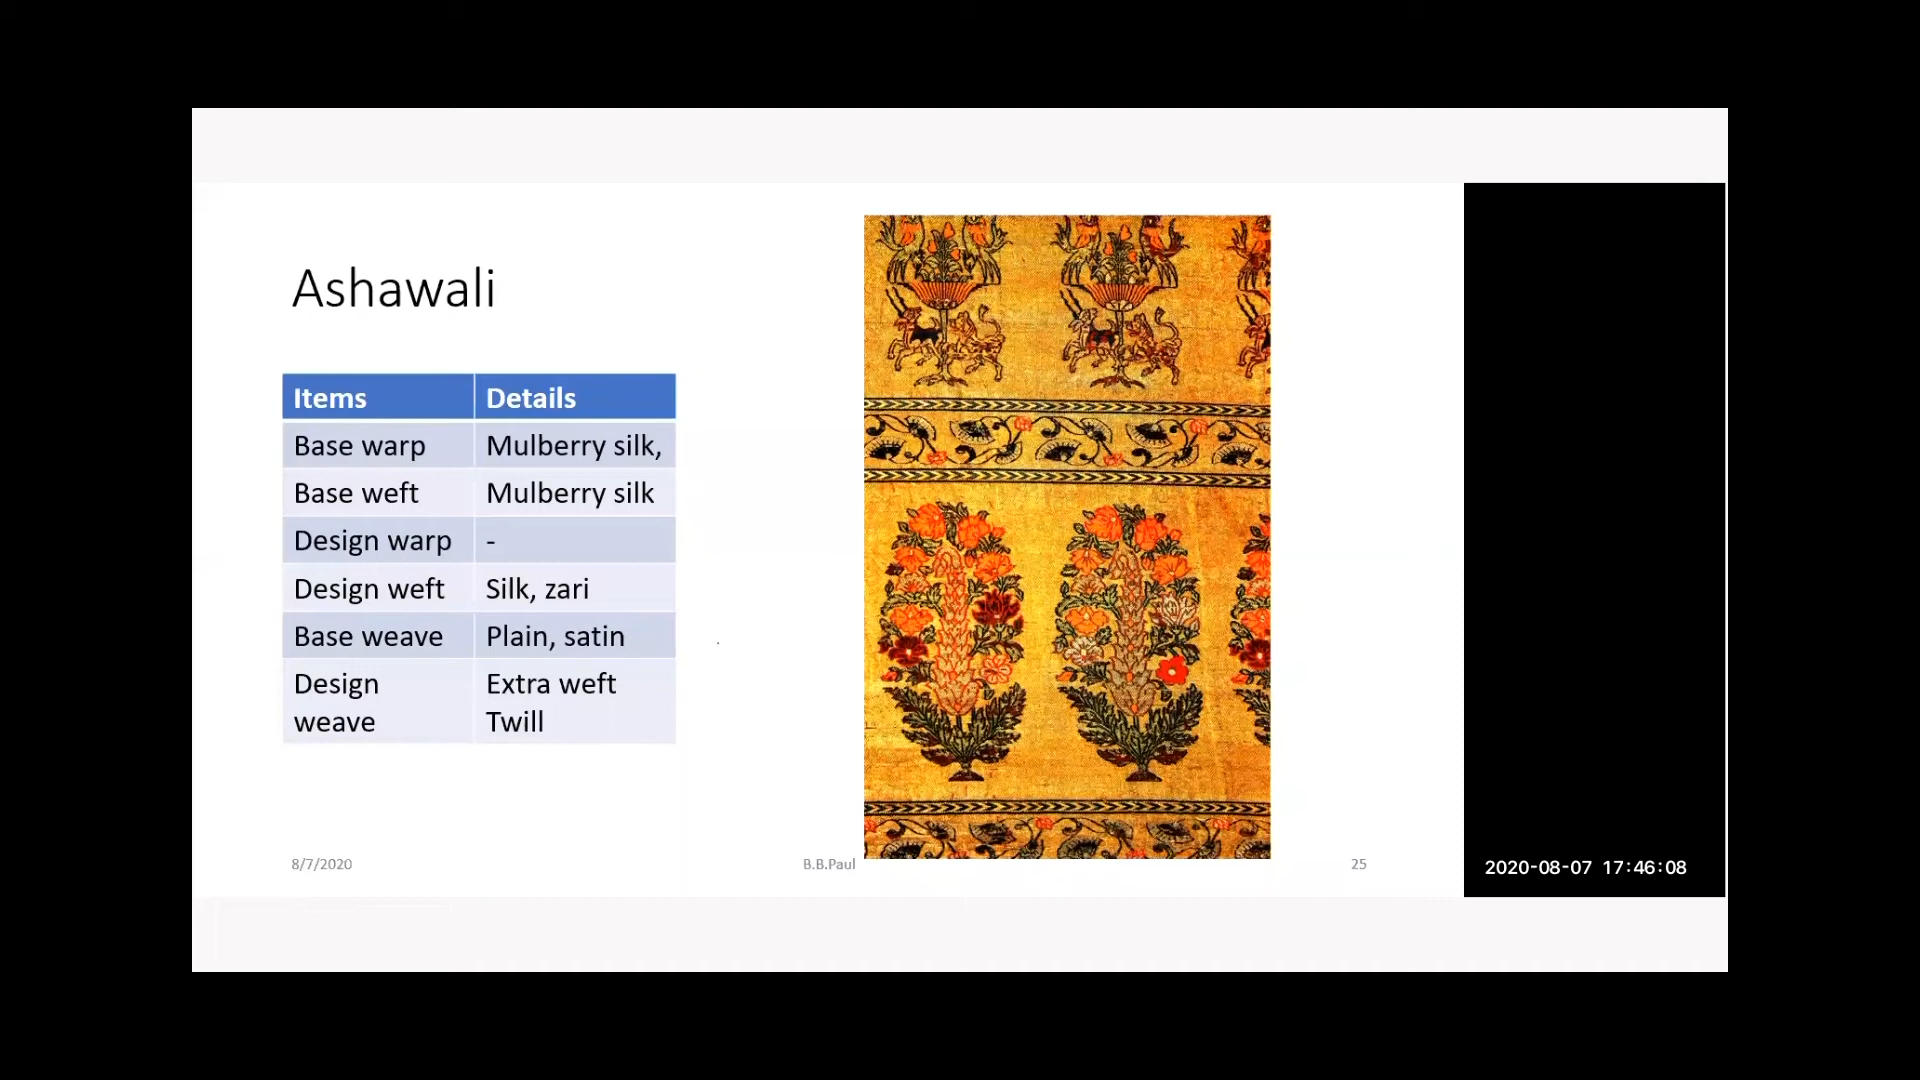 Ashawali
Items Details
Base warp Mulberry silk,
Base weft Mulberry silk
Design warp -
Design weft Silk, zari
Base weave Plain, satin
Design weave Extra weft Twill
8/7/2020
B.B.Paul
25
2020-08-07 17:46:08